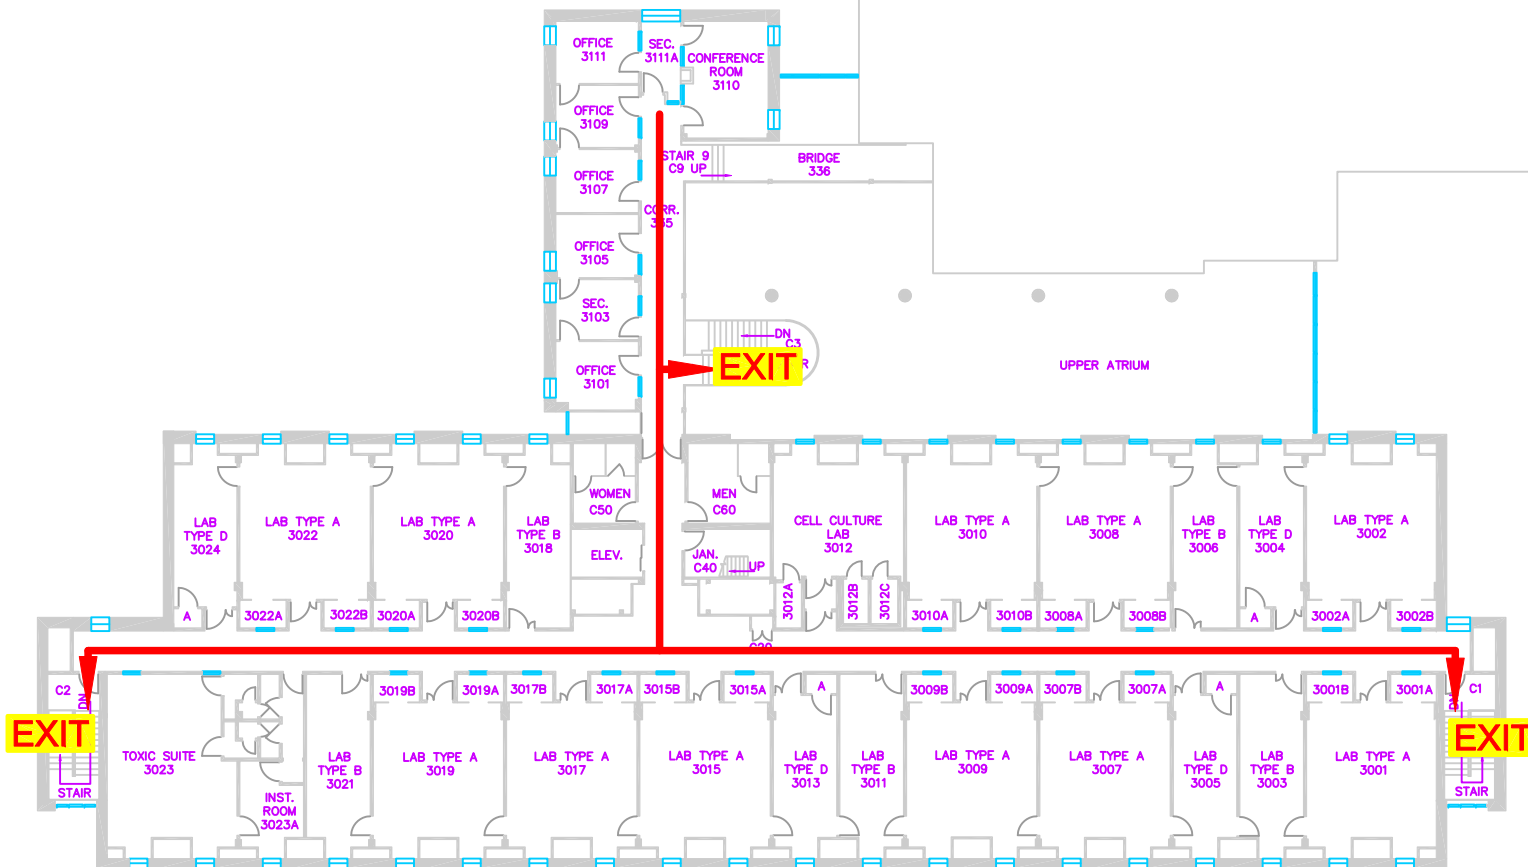 OFFICE
3111
SEC.
3111A
CONFERENCE
ROOM
3110
OFFICE
3109
STAIR 9
C9 UP
BRIDGE
336
OFFICE
3107
CORR.
OFFICE
3105
SEC.
3103
DN
C3
EXIT
UPPER ATRIUM
OFFICE
3101
WOMEN
C50
MEN
C60
ELEV.
JAN.
C40
UP
LAB
TYPE D
3024
LAB TYPE A
3022
LAB TYPE A
3020
LAB
TYPE B
3018
CELL CULTURE
LAB
3012
LAB TYPE A
3010
LAB TYPE A
3008
LAB
TYPE B
3006
LAB
TYPE D
3004
LAB TYPE A
3002
A
3022A
3022B
3020A
3020B
3012A
3012B
3012C
3010A
3010B
3008A
3008B
A
3002A
3002B
C2
DN
EXIT
STAIR
3019B
3019A
3017B
3017A
3015B
3015A
A
3009B
3009A
3007B
3007A
A
3001B
3001A
C1
EXIT
STAIR
TOXIC SUITE
3023
INST.
ROOM
3023A
LAB
TYPE B
3021
LAB TYPE A
3019
LAB TYPE A
3017
LAB TYPE A
3015
LAB
TYPE D
3013
LAB
TYPE B
3011
LAB TYPE A
3009
LAB TYPE A
3007
LAB
TYPE D
3005
LAB
TYPE B
3003
LAB TYPE A
3001